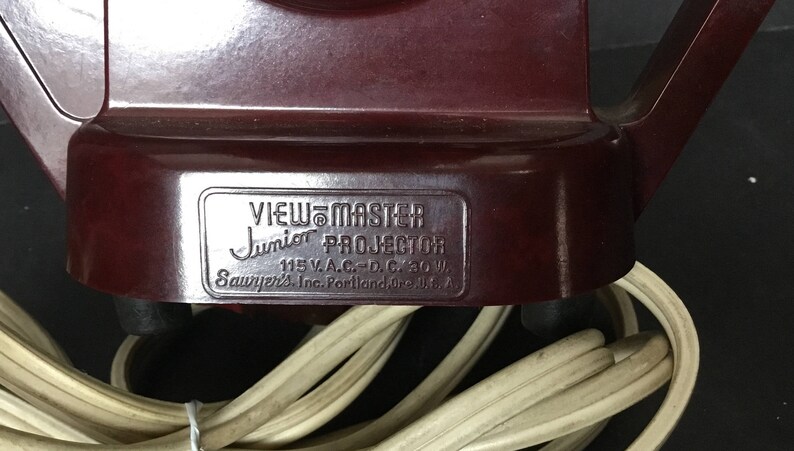 VIEW-MASTER
Junior PROJECTOR
115 V. A.C.-D.C. 30 W.
Sawyer's, Inc. Portland, Ore. U.S.A.